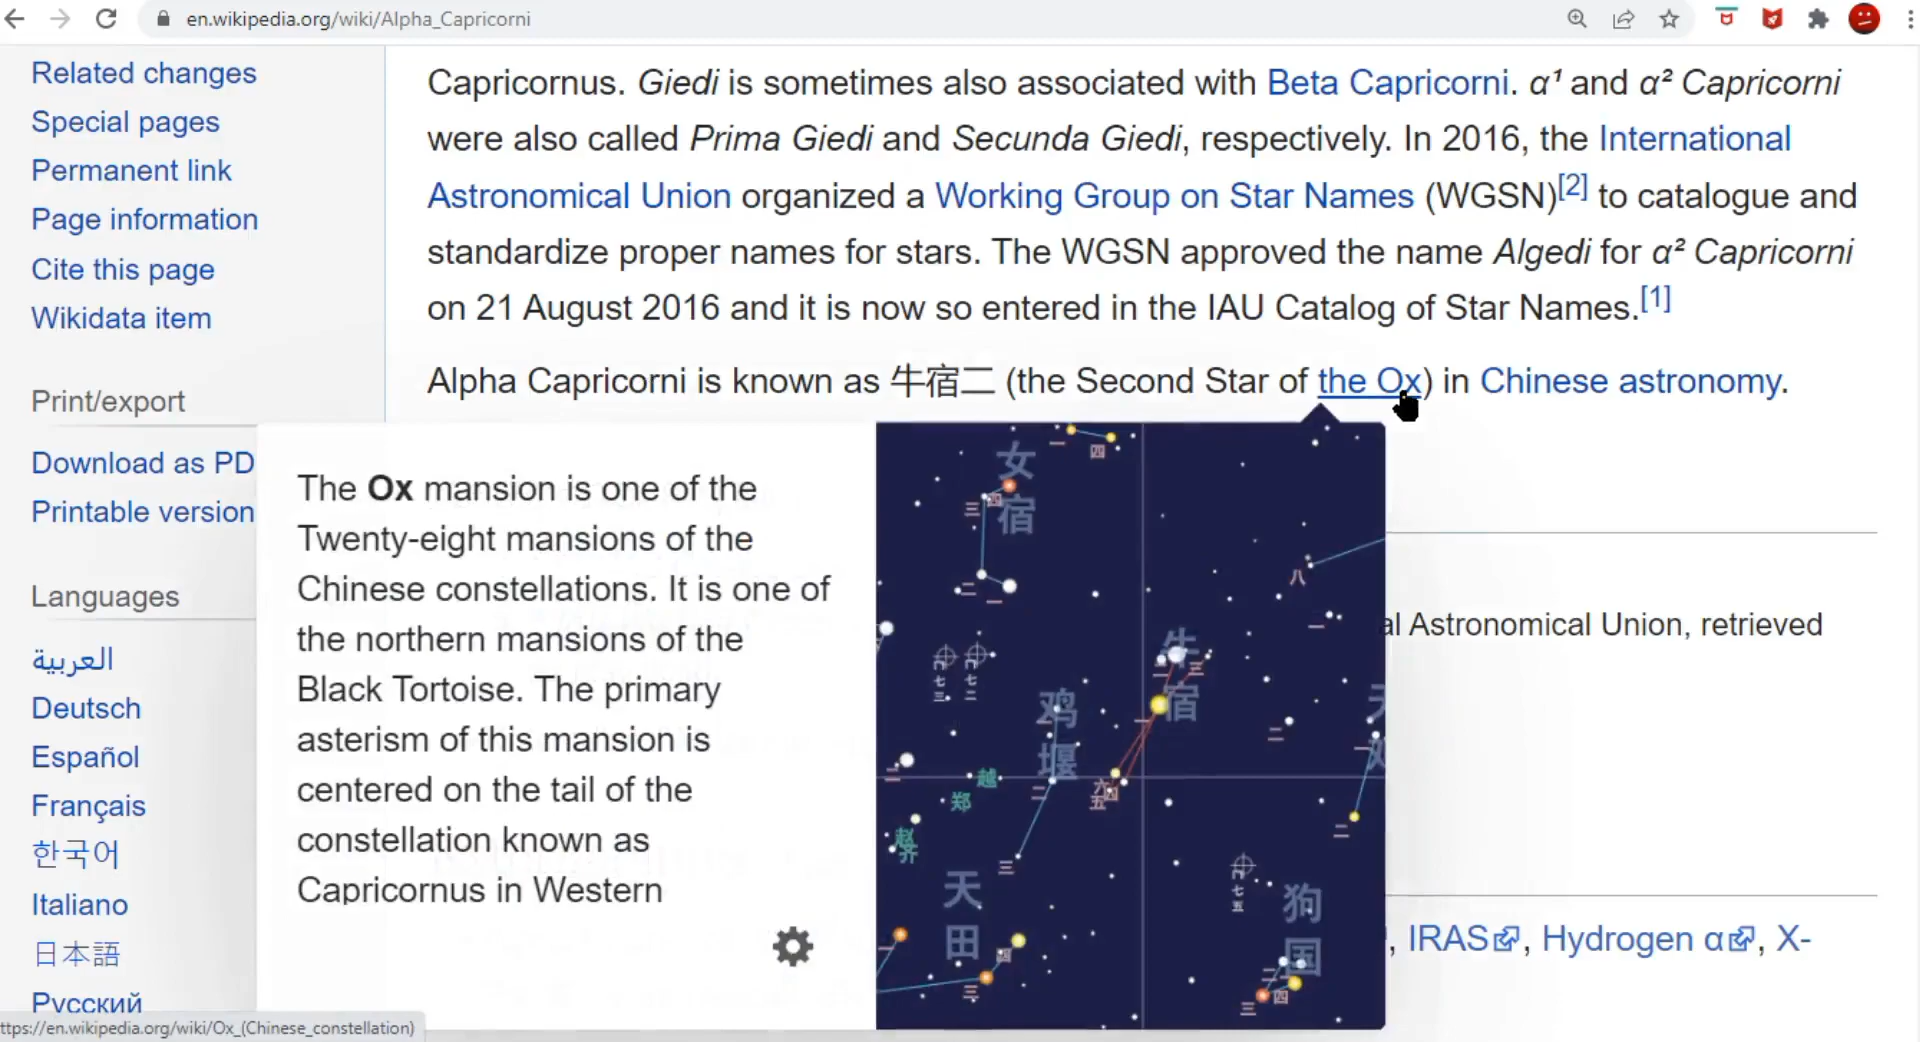 en.wikipedia.org/wiki/Alpha_Capricorni
Related changes
Special pages
Permanent link
Page information
Cite this page
Wikidata item
Print/export
Download as PD
Printable version
Languages
العربية
Deutsch
Español
Français
한국어
Italiano
日本語
Русский
ttps://en.wikipedia.org/wiki/Ox_(Chinese_constellation)
Capricornus. Giedi is sometimes also associated with Beta Capricorni. α¹ and α² Capricorni
were also called Prima Giedi and Secunda Giedi, respectively. In 2016, the International
Astronomical Union organized a Working Group on Star Names (WGSN)[2] to catalogue and
standardize proper names for stars. The WGSN approved the name Algedi for α² Capricorni
on 21 August 2016 and it is now so entered in the IAU Catalog of Star Names.[1]
Alpha Capricorni is known as 牛宿二 (the Second Star of the Ox) in Chinese astronomy.
The Ox mansion is one of the
Twenty-eight mansions of the
Chinese constellations. It is one of
the northern mansions of the
Black Tortoise. The primary
asterism of this mansion is
centered on the tail of the
constellation known as
Capricornus in Western
女宿
牛宿
鸡堰
越
郑
天田
狗国
al Astronomical Union, retrieved
, IRAS, Hydrogen α, X-